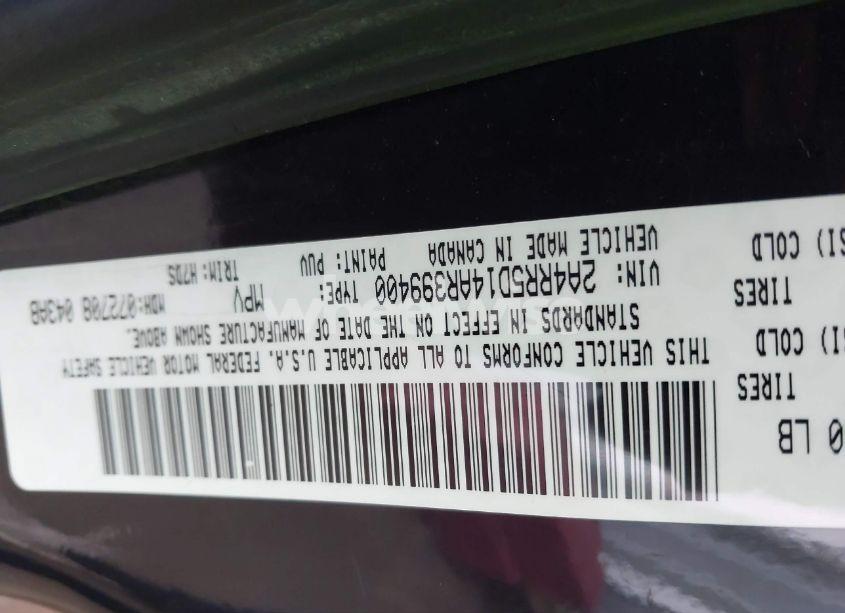 0 LB
TIRES
SI) COLD
TIRES
SI) COLD
THIS VEHICLE CONFORMS TO ALL APPLICABLE U.S.A. FEDERAL MOTOR VEHICLE SAFETY
STANDARDS IN EFFECT ON THE DATE OF MANUFACTURE SHOWN ABOVE.
VIN: 2A4RR5D14AR399400 TYPE: MPV MDH:072708 043AB
VEHICLE MADE IN CANADA PAINT: PUV TRIM: H7DS